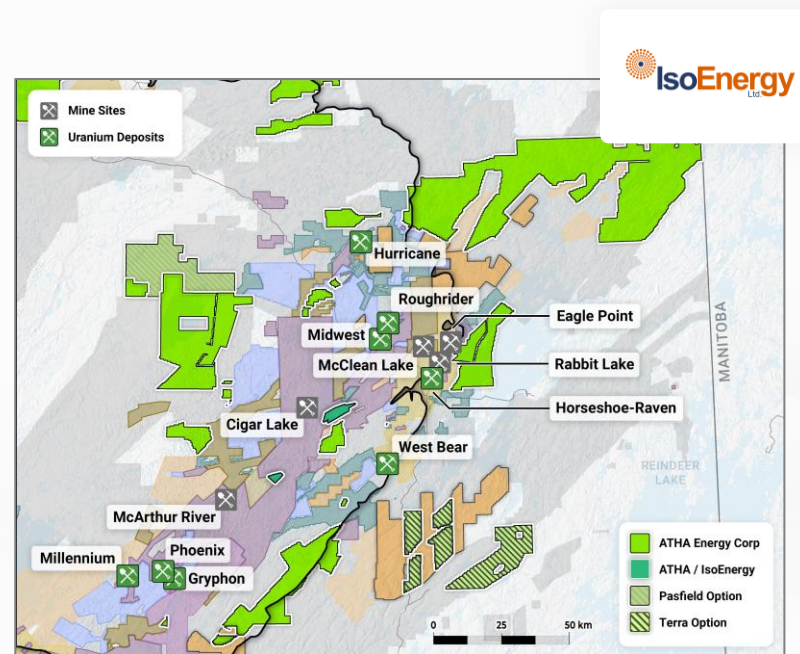 IsoEnergy
Ltd.
Mine Sites
Uranium Deposits
Hurricane
Roughrider
Eagle Point
Midwest
McClean Lake
Rabbit Lake
Horseshoe-Raven
Cigar Lake
West Bear
MANITOBA
REINDEER
LAKE
McArthur River
Phoenix
Millennium
Gryphon
ATHA Energy Corp
ATHA / IsoEnergy
Pasfield Option
Terra Option
0 25 50 km